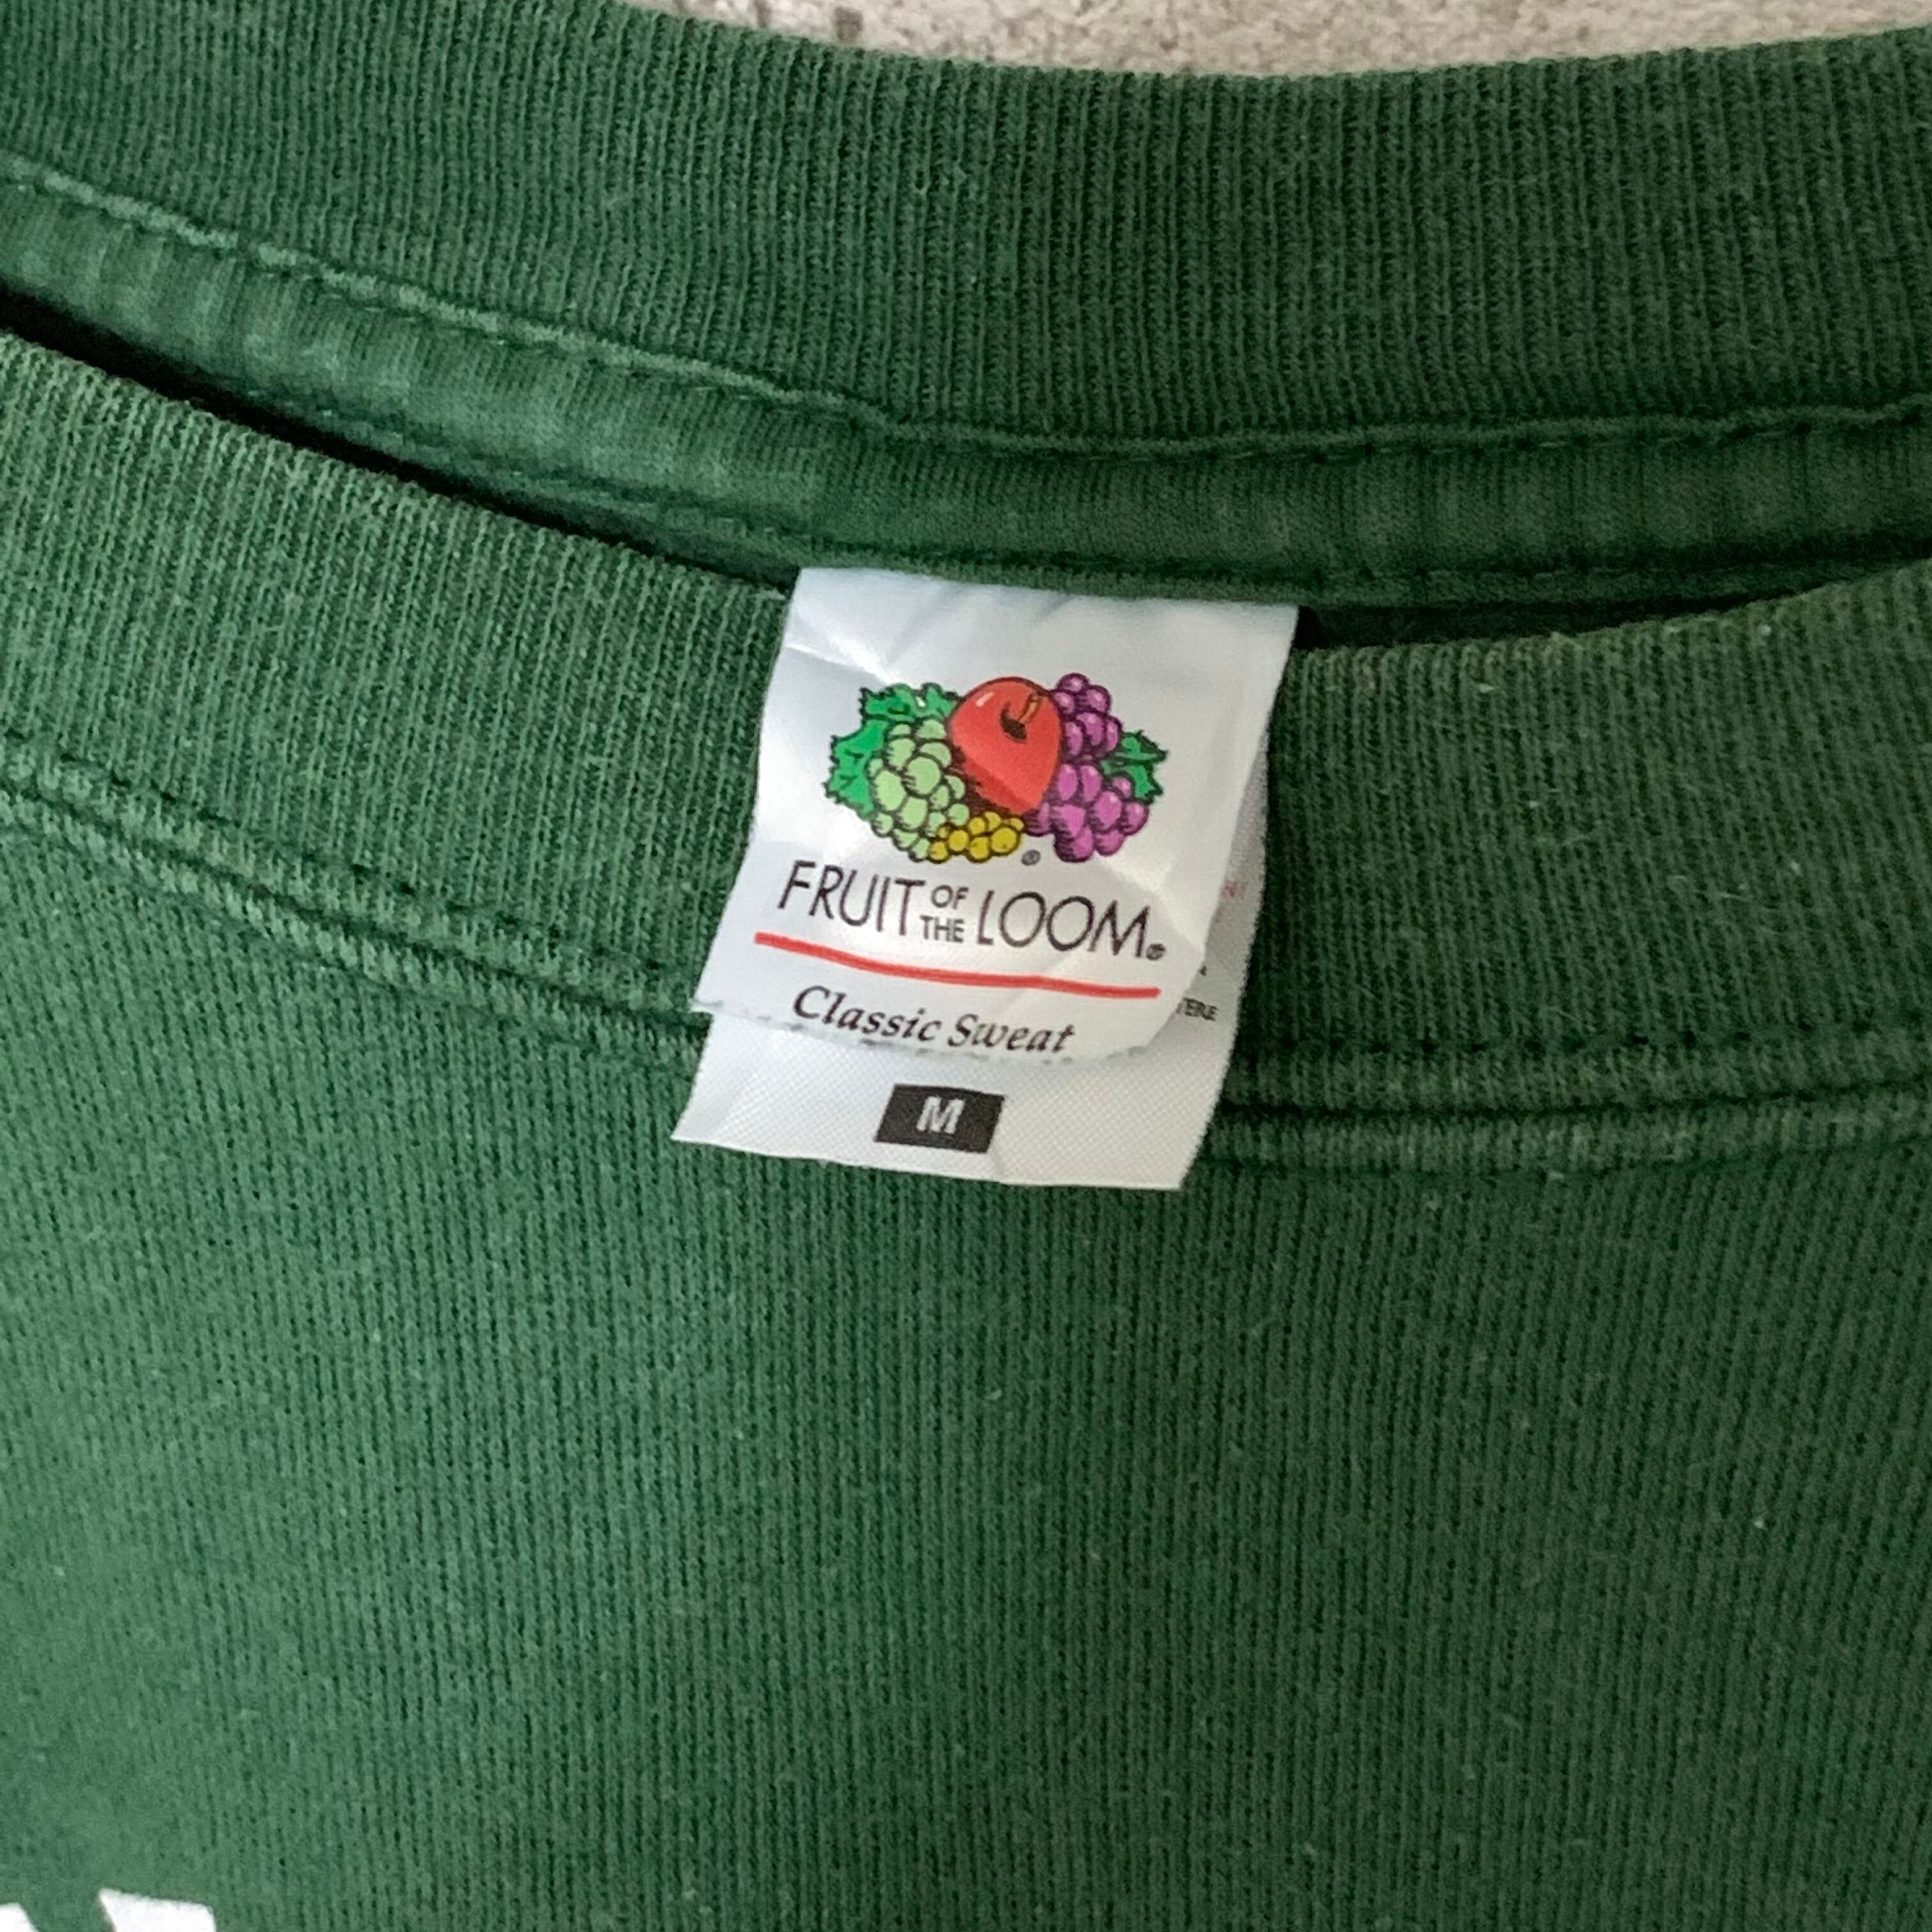 FRUIT OF THE LOOM®
Classic Sweat
M